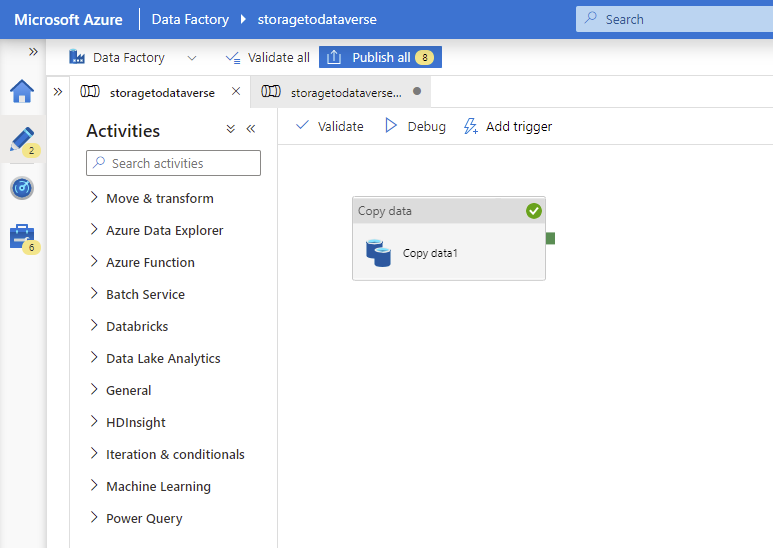 Microsoft Azure Data Factory storagetodataverse Search
Data Factory Validate all Publish all 8
storagetodataverse storagetodataverse...
Activities Validate Debug Add trigger
Search activities
2
Move & transform
Copy data
Azure Data Explorer
6
Copy data1
Azure Function
Batch Service
Databricks
Data Lake Analytics
General
HDInsight
Iteration & conditionals
Machine Learning
Power Query